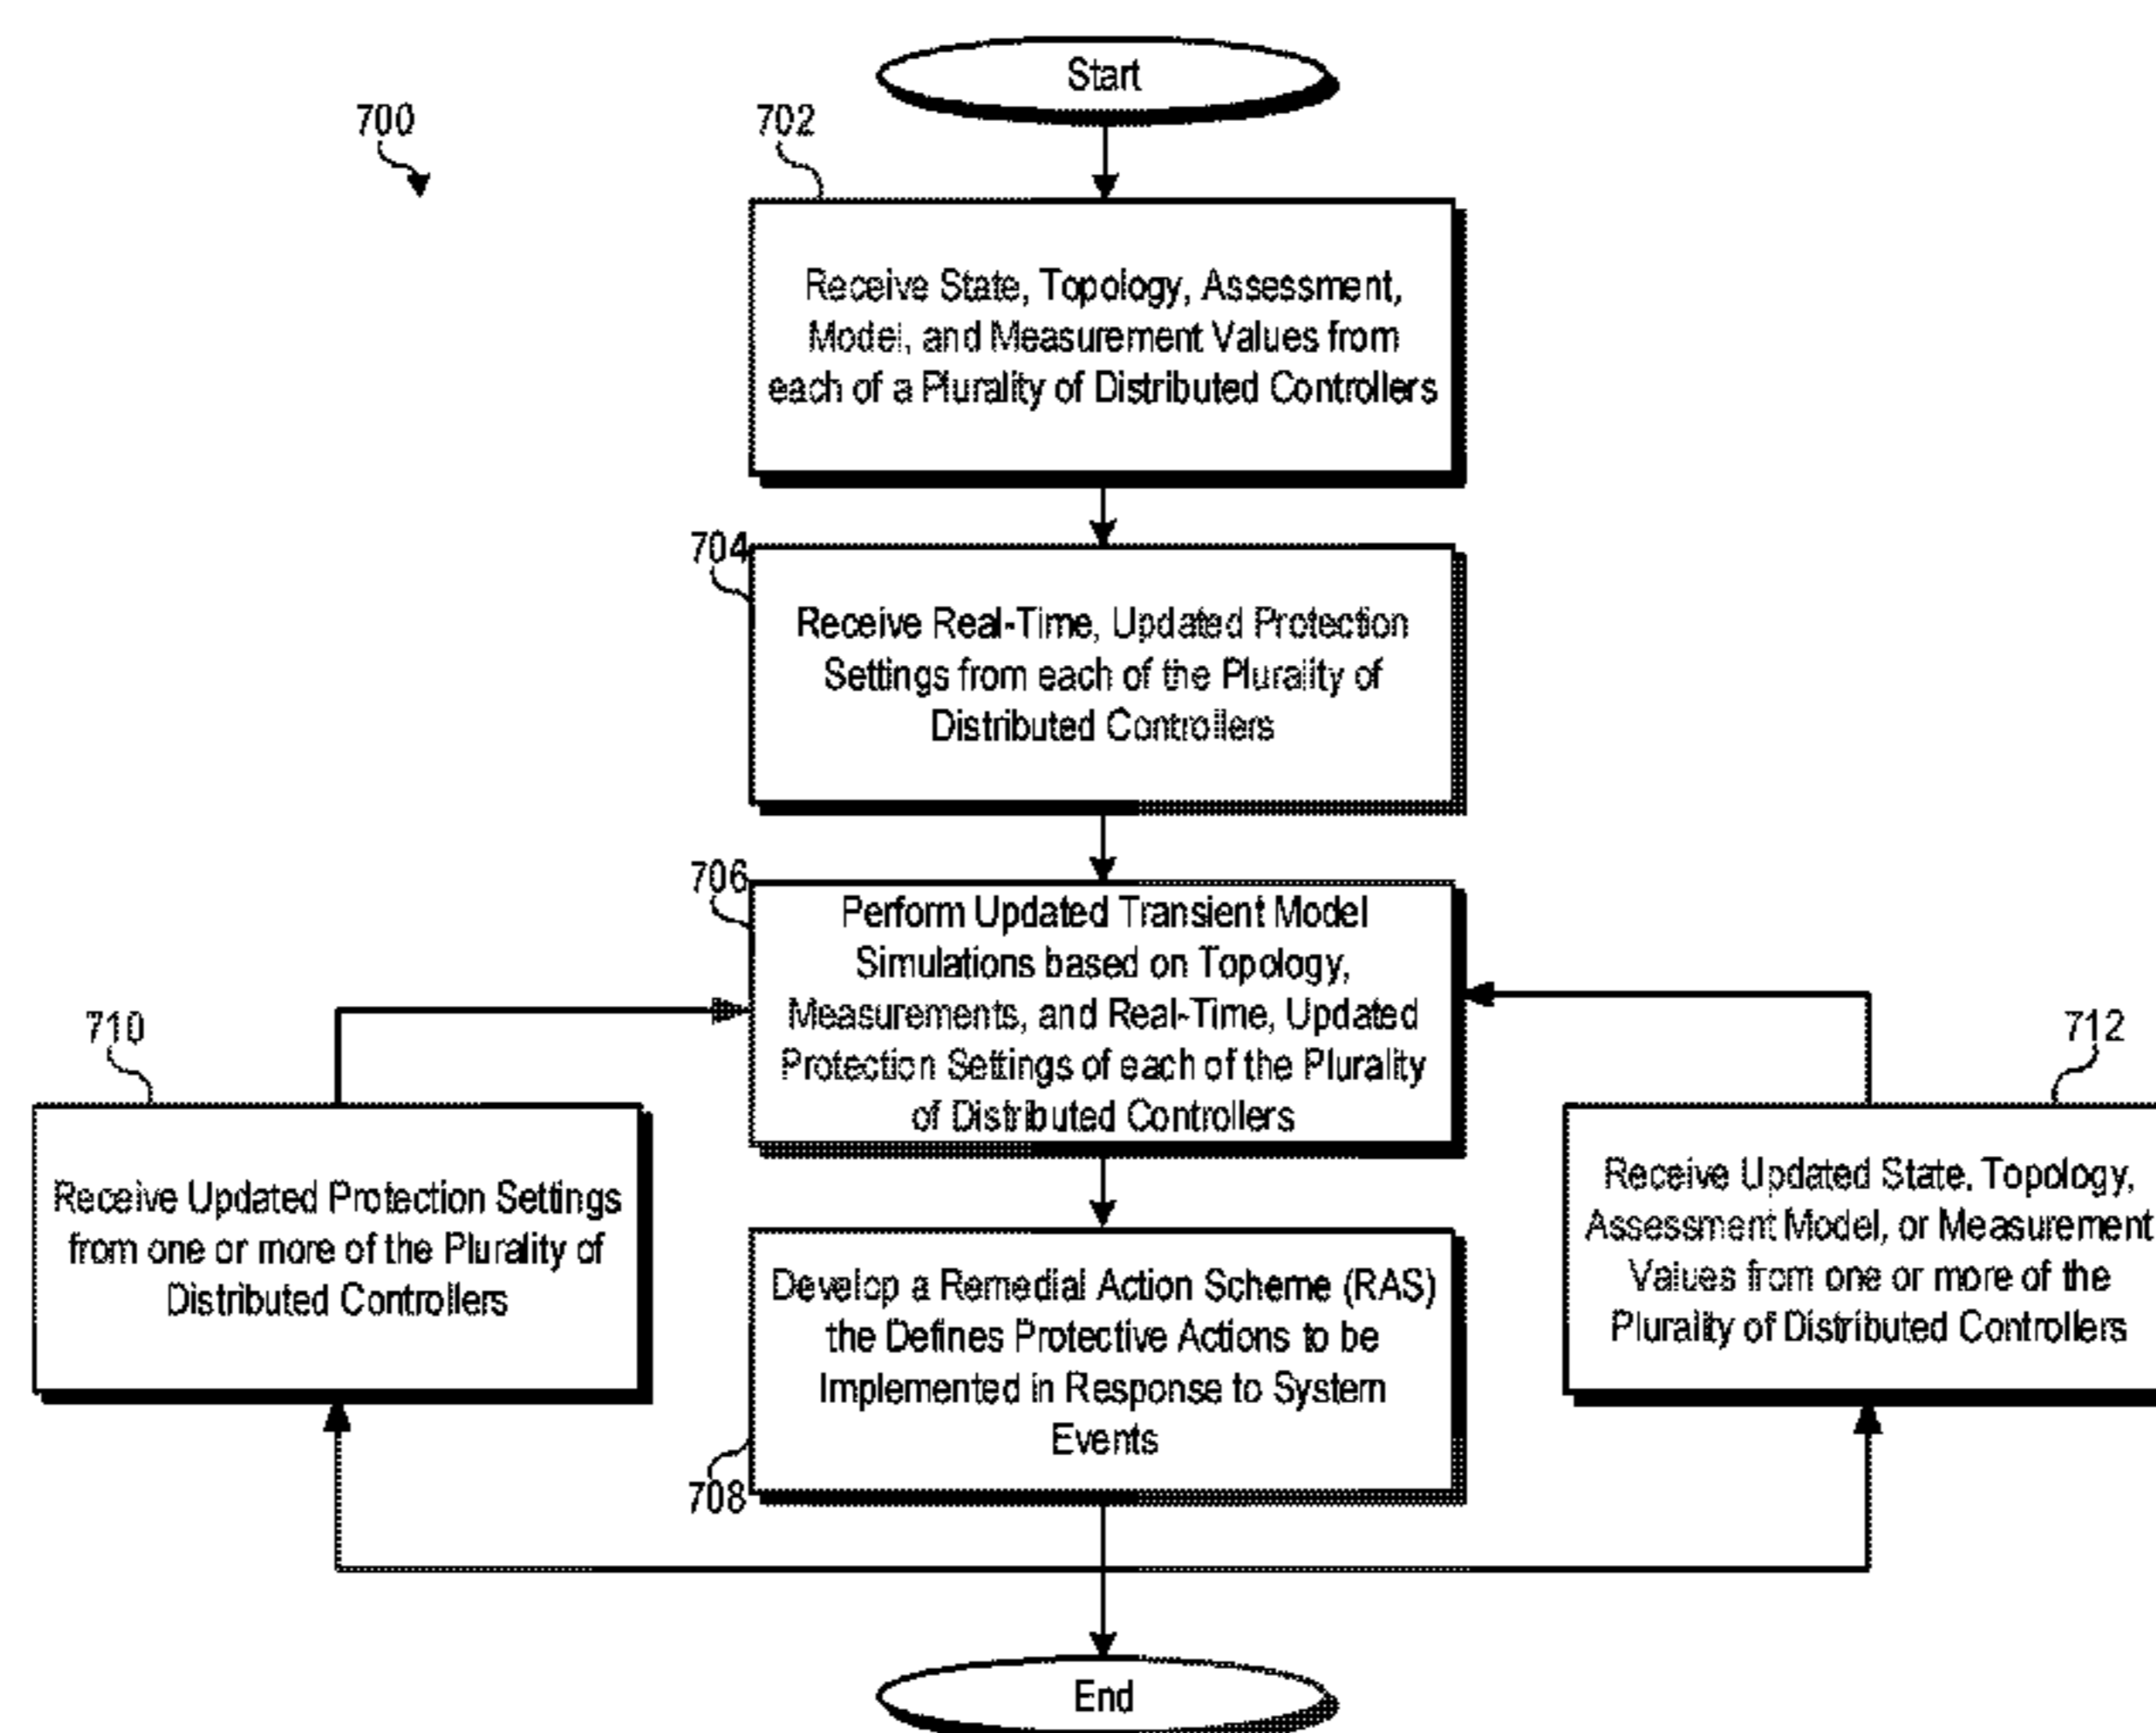 Start
700
702
Receive State, Topology, Assessment,
Model, and Measurement Values from
each of a Plurality of Distributed Controllers
704
Receive Real-Time, Updated Protection
Settings from each of the Plurality of
Distributed Controllers
706
Perform Updated Transient Model
Simulations based on Topology,
Measurements, and Real-Time, Updated
Protection Settings of each of the Plurality
of Distributed Controllers
710
Receive Updated Protection Settings
from one or more of the Plurality of
Distributed Controllers
712
Receive Updated State, Topology,
Assessment Model, or Measurement
Values from one or more of the
Plurality of Distributed Controllers
Develop a Remedial Action Scheme (RAS)
the Defines Protective Actions to be
Implemented in Response to System
Events
708
End